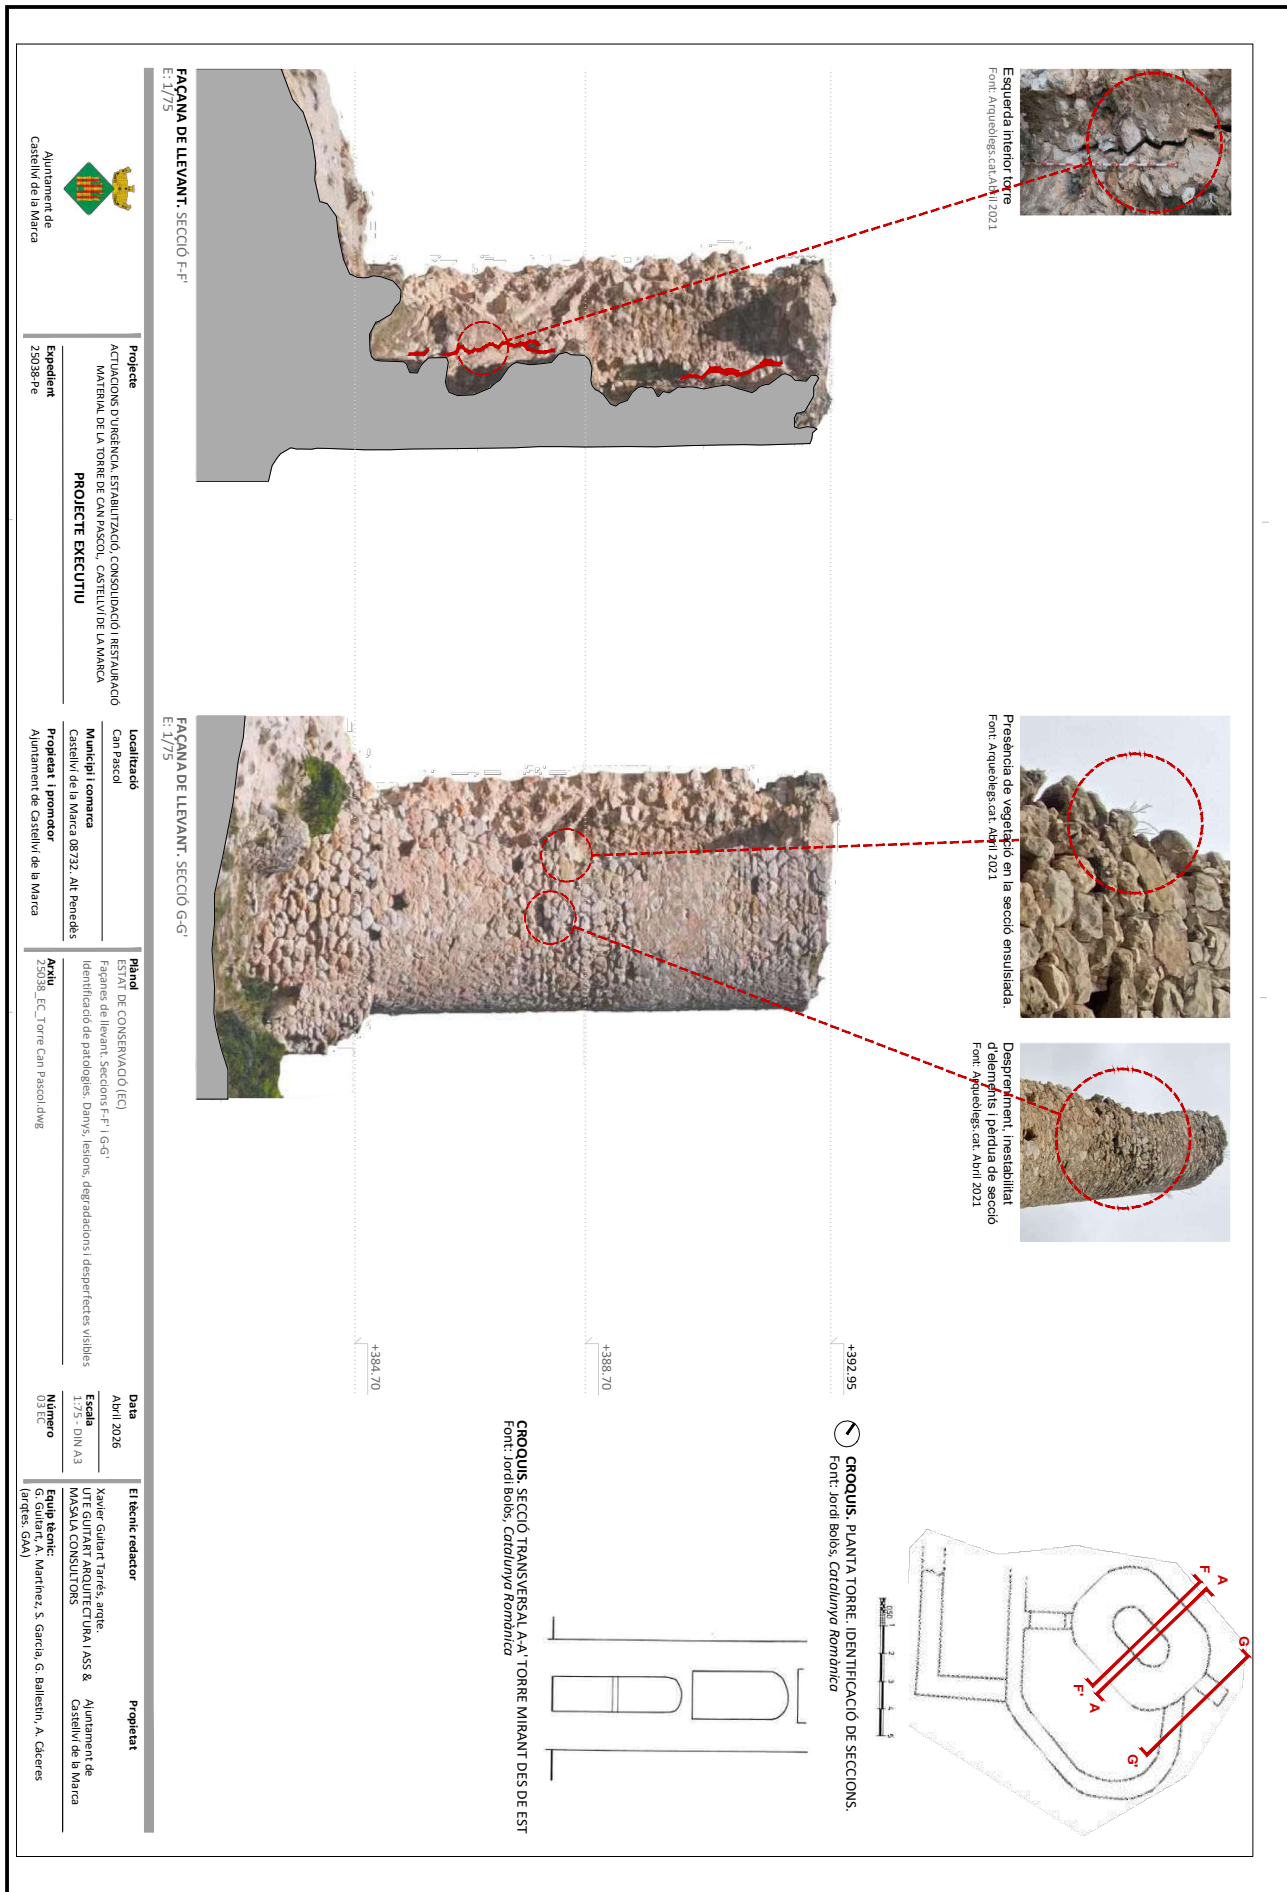 Esquerda interior torre
Font: Arqueòlegs.cat.Abril 2021
Presència de vegetació en la secció ensulsiada.
Font: Arqueòlegs.cat. Abril 2021
Despreniment, inestabilitat
d'elements i pèrdua de secció
Font: Arqueòlegs.cat. Abril 2021
A
F
G
F'
A
G'
050 1 2 3 4 5
CROQUIS. PLANTA TORRE. IDENTIFICACIÓ DE SECCIONS.
Font: Jordi Bolòs, Catalunya Romànica
+392.95
+388.70
+384.70
CROQUIS. SECCIÓ TRANSVERSAL A-A' TORRE MIRANT DES DE EST
Font: Jordi Bolòs, Catalunya Romànica
FAÇANA DE LLEVANT. SECCIÓ F-F'
E: 1/75
FAÇANA DE LLEVANT. SECCIÓ G-G'
E: 1/75
Ajuntament de
Castellví de la Marca
Projecte
ACTUACIONS D'URGÈNCIA. ESTABILITZACIÓ, CONSOLIDACIÓ I RESTAURACIÓ
MATERIAL DE LA TORRE DE CAN PASCOL, CASTELLVÍ DE LA MARCA
PROJECTE EXECUTIU
Expedient
25038-Pe
Localització
Can Pascol
Municipi i comarca
Castellví de la Marca 08732. Alt Penedès
Propietat i promotor
Ajuntament de Castellví de la Marca
Plànol
ESTAT DE CONSERVACIÓ (EC)
Façanes de llevant. Seccions F-F' i G-G'
Identificació de patologies. Danys, lesions, degradacions i desperfectes visibles
Arxiu
25038_EC_Torre Can Pascol.dwg
Data
Abril 2026
Escala
1:75 - DIN A3
Número
03 EC
El tècnic redactor
Xavier Guitart Tarrés, arqte.
UTE GUITART ARQUITECTURA I ASS &
MASALA CONSULTORS
Equip tècnic:
G. Guitart, A. Martínez, S. Garcia, G. Ballestín, A. Cáceres
(arqtes. GAA)
Propietat
Ajuntament de
Castellví de la Marca